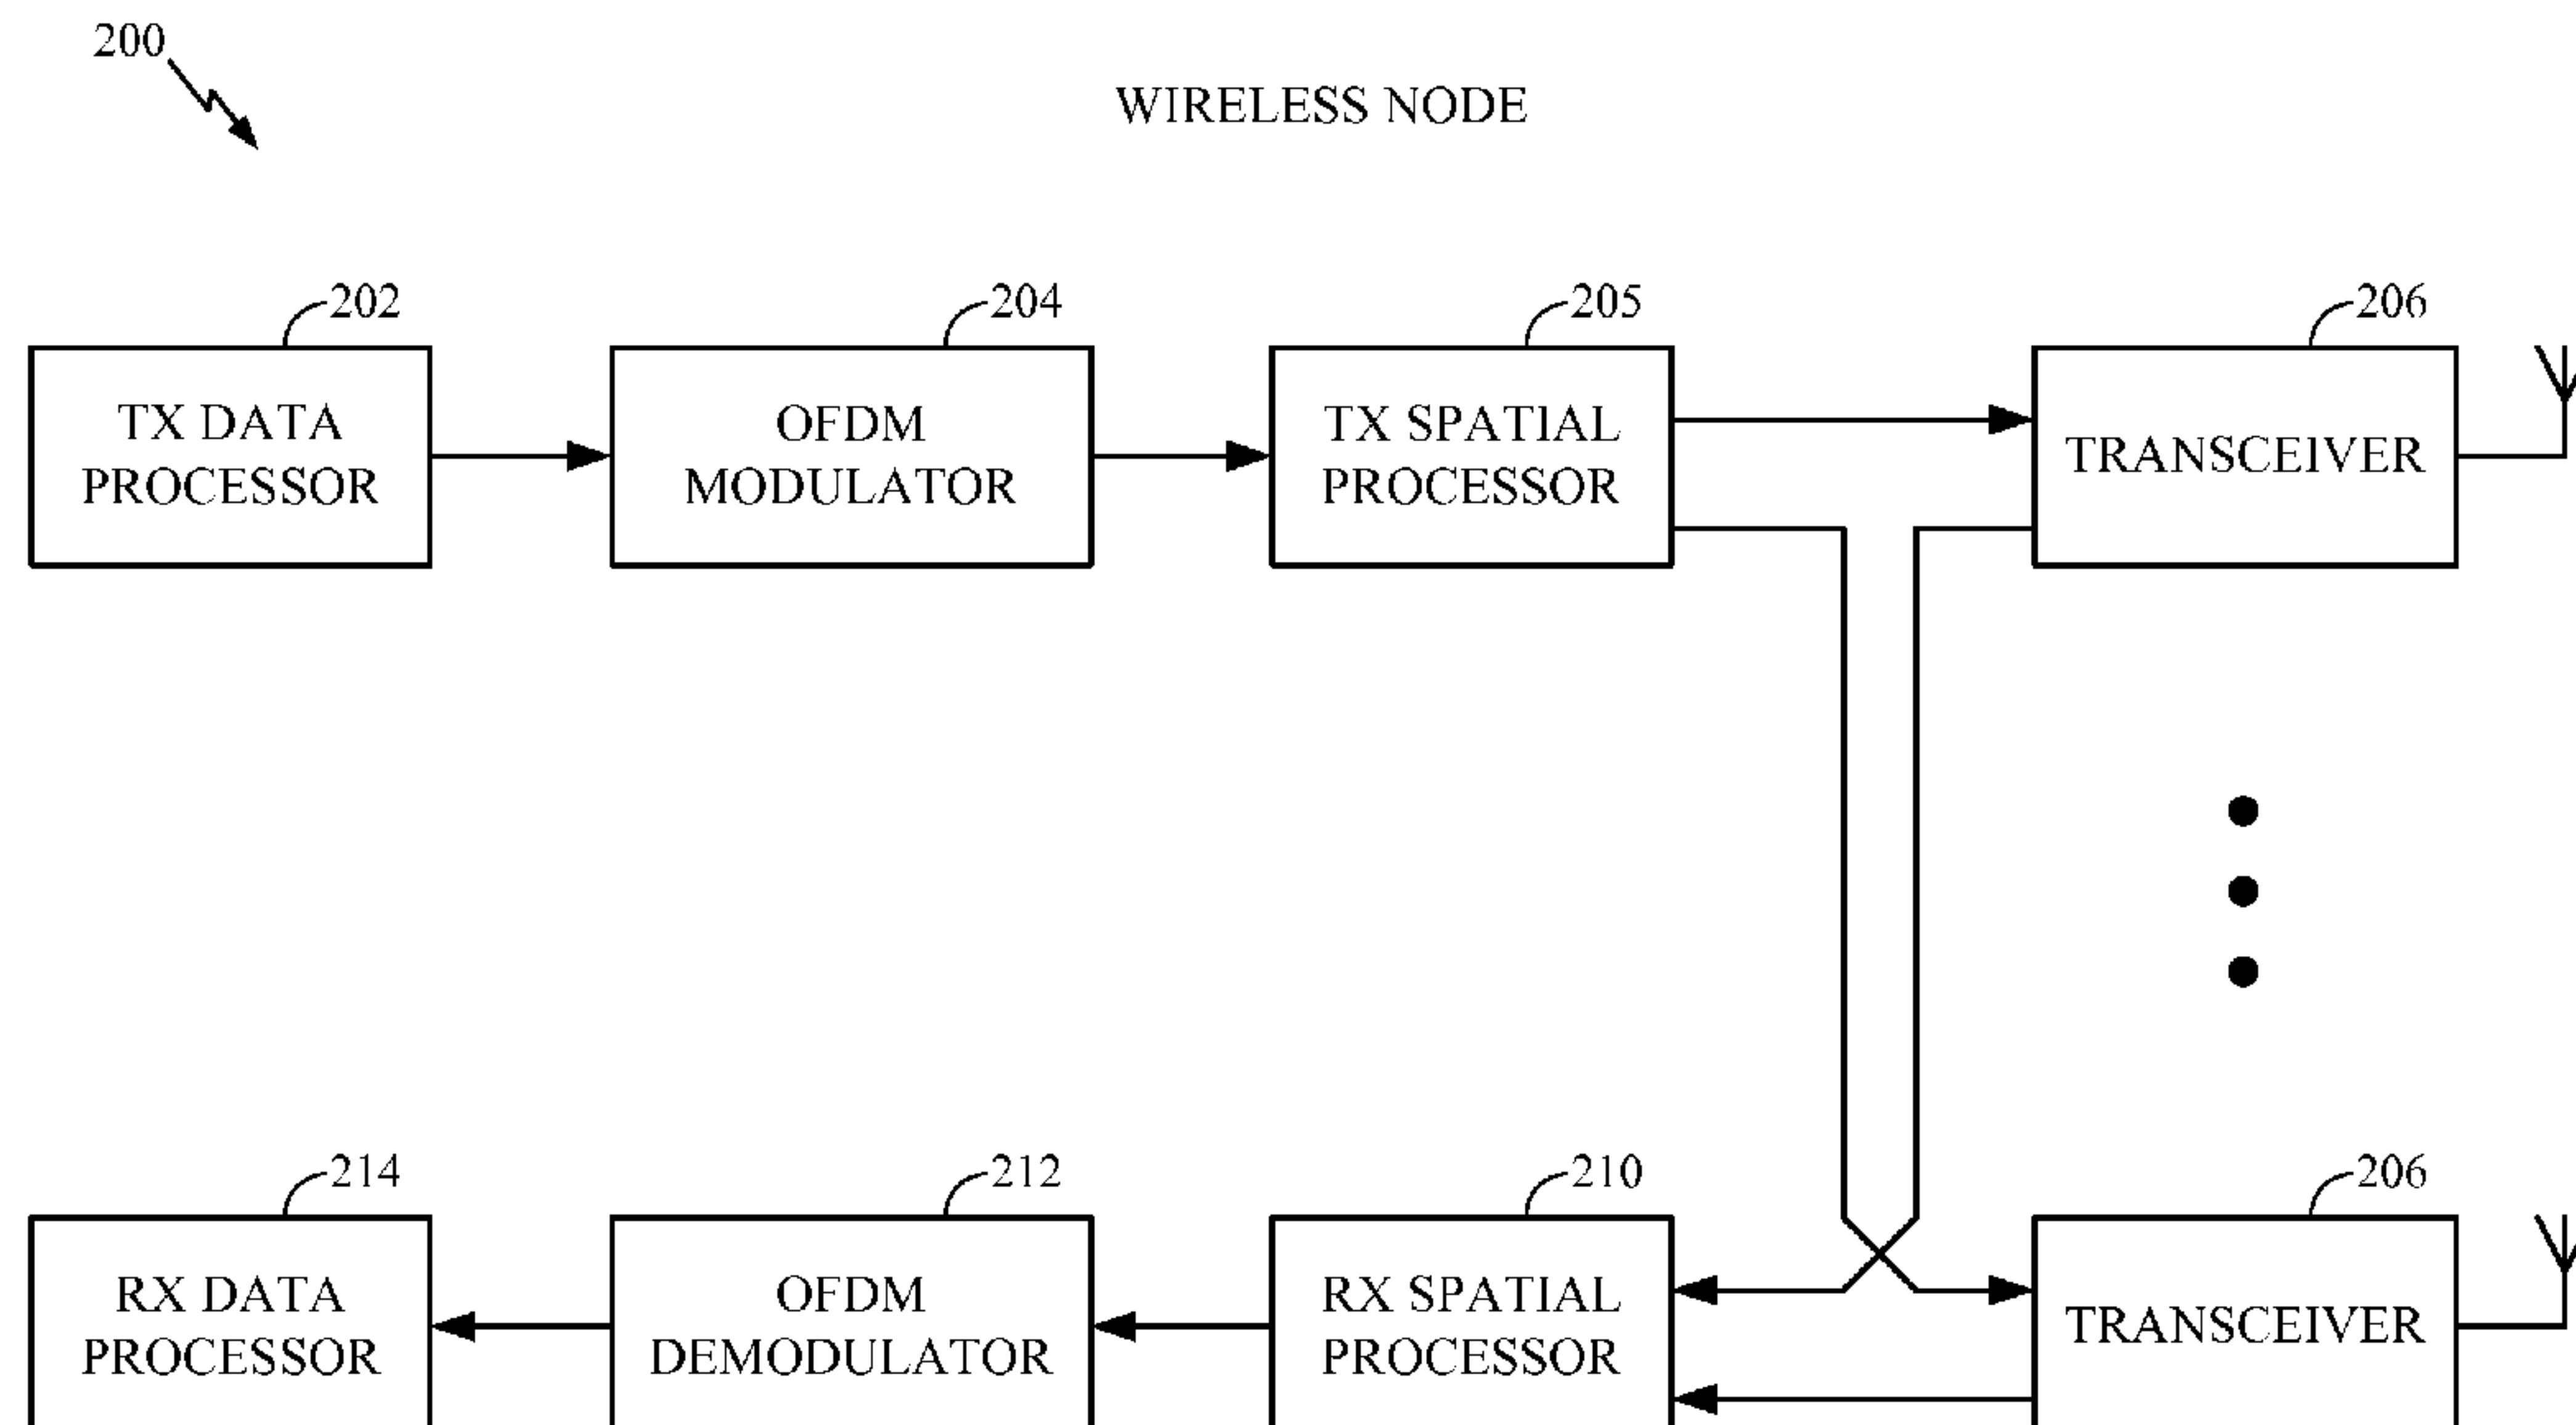 200
WIRELESS NODE
202
204
205
206
TX DATA
PROCESSOR
OFDM
MODULATOR
TX SPATIAL
PROCESSOR
TRANSCEIVER
214
212
210
206
RX DATA
PROCESSOR
OFDM
DEMODULATOR
RX SPATIAL
PROCESSOR
TRANSCEIVER